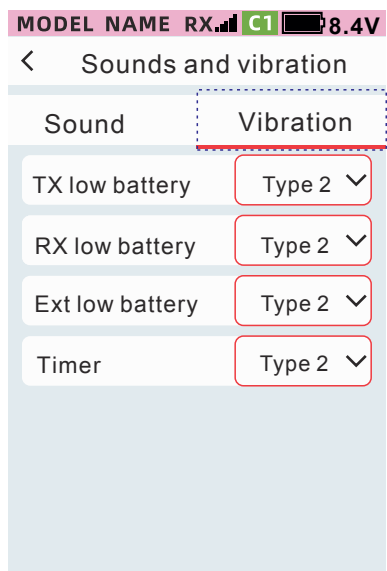 MODEL NAME RX C1 8.4V
Sounds and vibration
Sound Vibration
TX low battery Type 2
RX low battery Type 2
Ext low battery Type 2
Timer Type 2